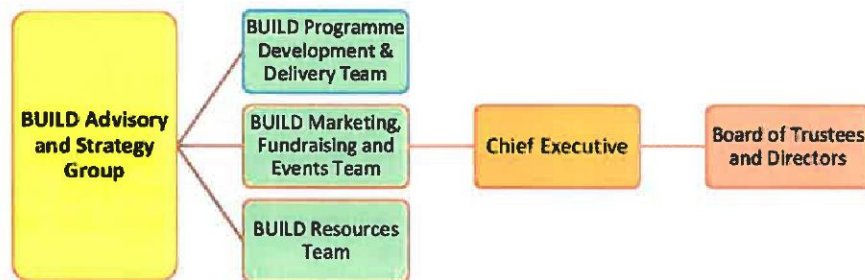 BUILD Advisory
and Strategy
Group
BUILD Programme
Development &
Delivery Team
BUILD Marketing,
Fundraising and
Events Team
BUILD Resources
Team
Chief Executive
Board of Trustees
and Directors